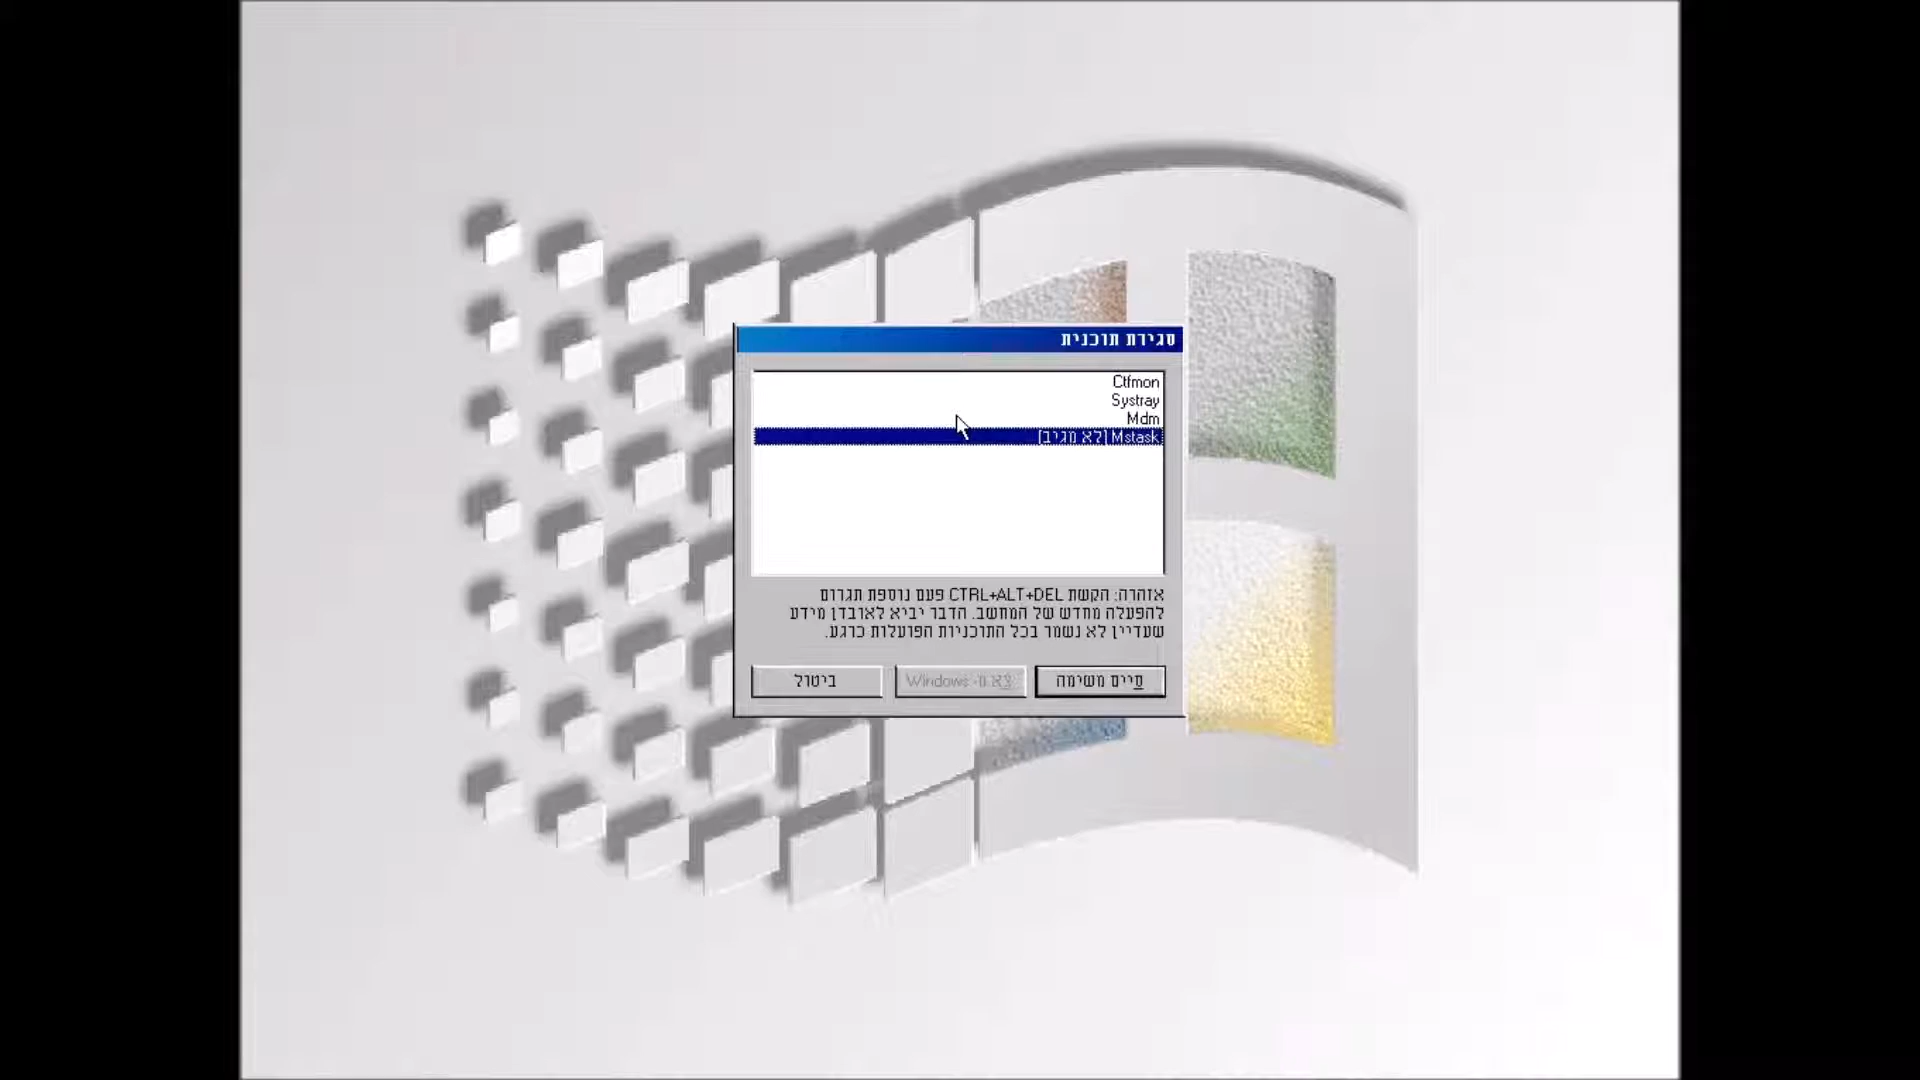 סגירת תוכנית
Ctfmon
Systray
Mdm
Mstask [לא מגיב]
אזהרה: הקשת CTRL+ALT+DEL פעם נוספת תגרום
להפעלה מחדש של המחשב. הדבר יביא לאובדן מידע
שעדיין לא נשמר בכל התוכניות הפועלות כרגע.
סיים משימה
צא מ- Windows
ביטול